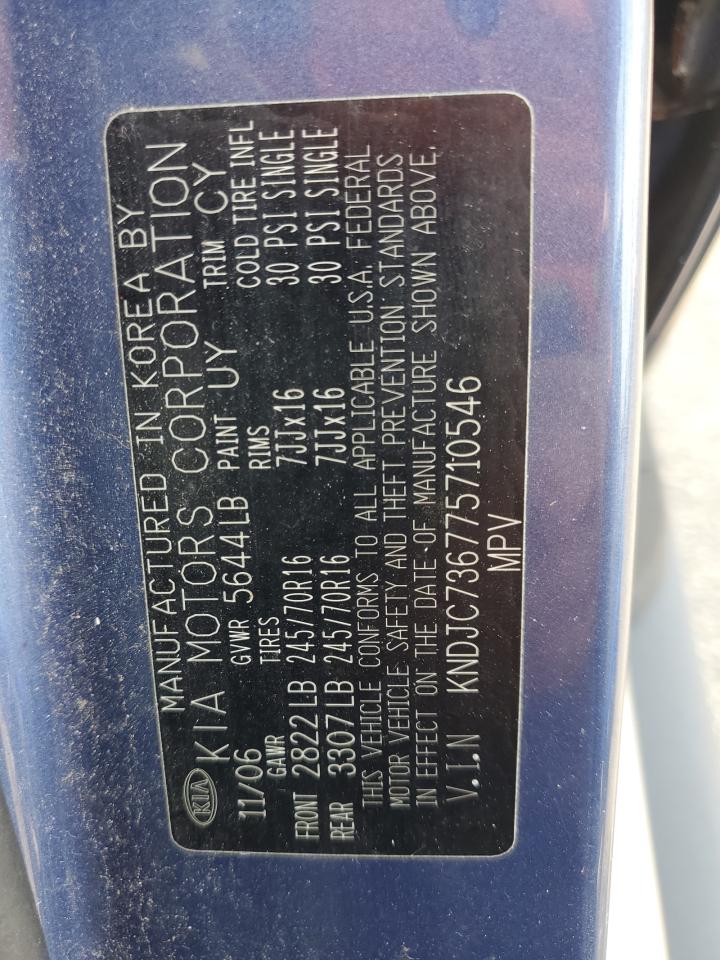 MANUFACTURED IN KOREA BY
KIA KIA MOTORS CORPORATION
11/06 GVWR 5644LB PAINT UY TRIM CY
GAWR TIRES RIMS COLD TIRE INFL
FRONT 2822LB 245/70R16 7JJx16 30 PSI SINGLE
REAR 3307LB 245/70R16 7JJx16 30 PSI SINGLE
THIS VEHICLE CONFORMS TO ALL APPLICABLE U.S.A. FEDERAL
MOTOR VEHICLE SAFETY AND THEFT PREVENTION STANDARDS
IN EFFECT ON THE DATE OF MANUFACTURE SHOWN ABOVE.
V.I.N KNDJC736775710546
MPV